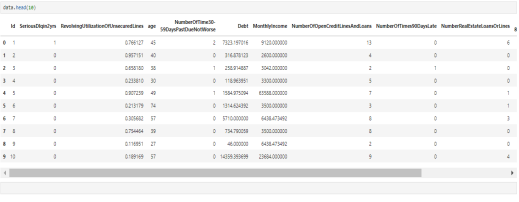 data.head(10)
Id SeriousDlqin2yrs RevolvingUtilizationOfUnsecuredLines age NumberOfTime30-59DaysPastDueNotWorse Debt MonthlyIncome NumberOfOpenCreditLinesAndLoans NumberOfTimes90DaysLate NumberRealEstateLoansOrLines
0 1 1 0.766127 45 2 7323.197016 9120.000000 13 0 6
1 2 0 0.957151 40 0 316.878123 2600.000000 4 0 0
2 3 0 0.658180 38 1 258.914887 3042.000000 2 1 0
3 4 0 0.233810 30 0 118.963951 3300.000000 5 0 0
4 5 0 0.907239 49 1 1584.975094 63588.000000 7 0 1
5 6 0 0.213179 74 0 1314.624392 3500.000000 3 0 1
6 7 0 0.305682 57 0 5710.000000 6438.473492 8 0 3
7 8 0 0.754464 39 0 734.790059 3500.000000 8 0 0
8 9 0 0.116951 27 0 46.000000 6438.473492 2 0 0
9 10 0 0.189169 57 0 14359.393699 23684.000000 9 0 4